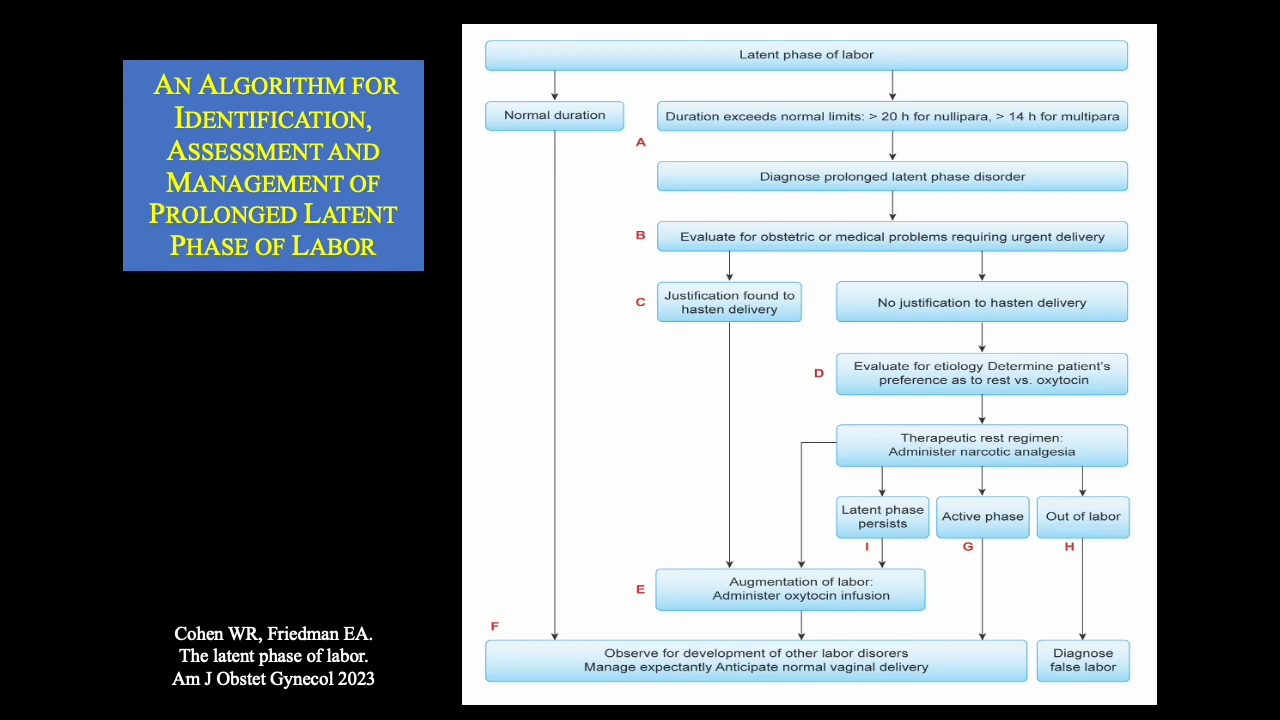 AN ALGORITHM FOR
IDENTIFICATION,
ASSESSMENT AND
MANAGEMENT OF
PROLONGED LATENT
PHASE OF LABOR
Cohen WR, Friedman EA.
The latent phase of labor.
Am J Obstet Gynecol 2023
Latent phase of labor
Normal duration
Duration exceeds normal limits: > 20 h for nullipara, > 14 h for multipara
A
Diagnose prolonged latent phase disorder
B
Evaluate for obstetric or medical problems requiring urgent delivery
C
Justification found to
hasten delivery
No justification to hasten delivery
D
Evaluate for etiology Determine patient's
preference as to rest vs. oxytocin
Therapeutic rest regimen:
Administer narcotic analgesia
Latent phase
persists
Active phase
Out of labor
I
G
H
E
Augmentation of labor:
Administer oxytocin infusion
F
Observe for development of other labor disorers
Manage expectantly Anticipate normal vaginal delivery
Diagnose
false labor